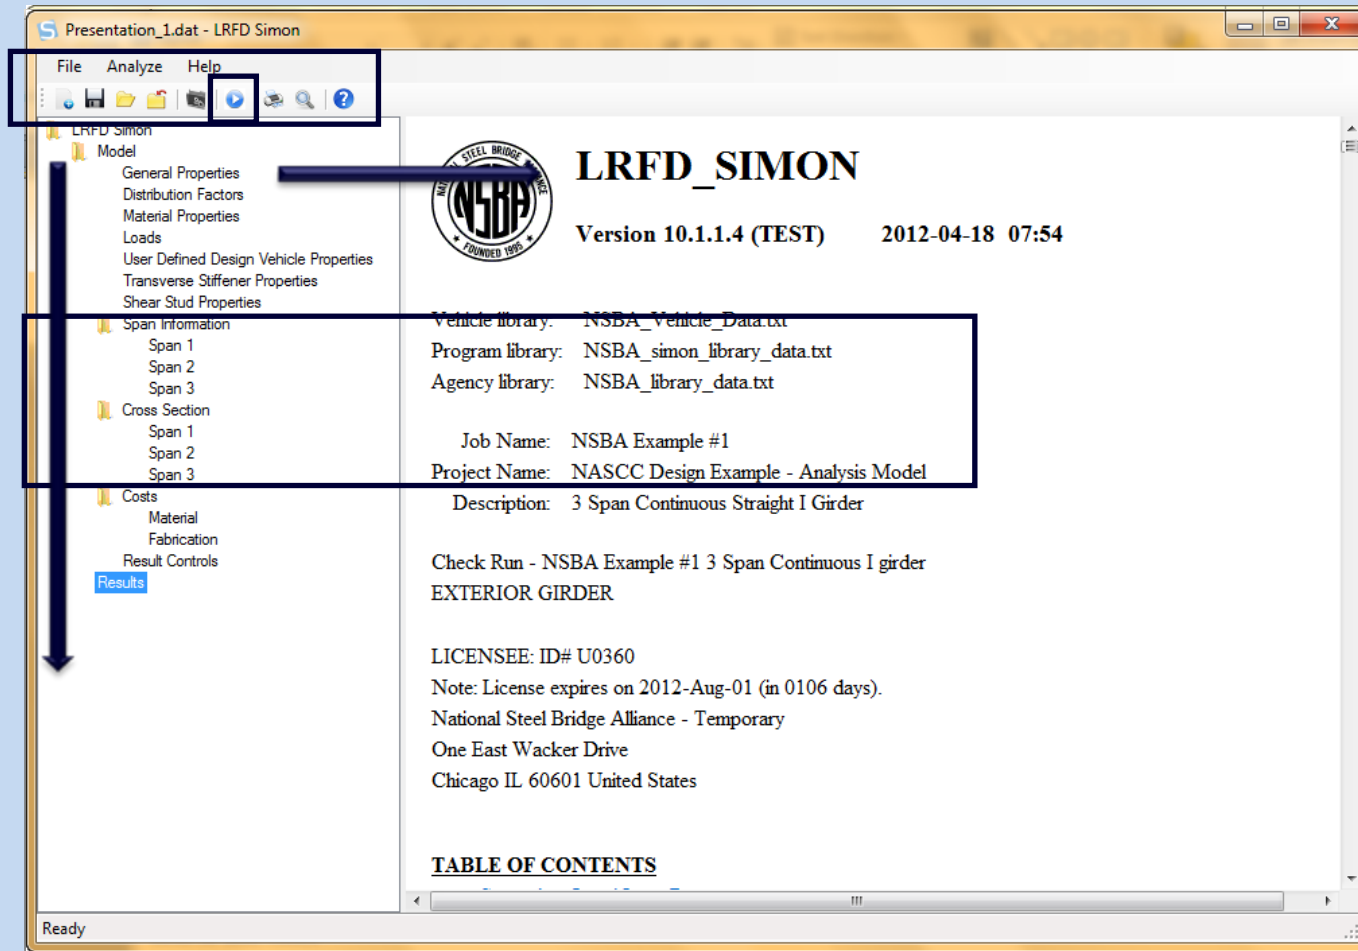 Presentation_1.dat - LRFD Simon
File Analyze Help
LRFD Simon
Model
General Properties
Distribution Factors
Material Properties
Loads
User Defined Design Vehicle Properties
Transverse Stiffener Properties
Shear Stud Properties
Span Information
Span 1
Span 2
Span 3
Cross Section
Span 1
Span 2
Span 3
Costs
Material
Fabrication
Result Controls
Results
NATIONAL STEEL BRIDGE ALLIANCE
NSBA
FOUNDED 1995
LRFD_SIMON
Version 10.1.1.4 (TEST) 2012-04-18 07:54
Vehicle library: NSBA_Vehicle_Data.txt
Program library: NSBA_simon_library_data.txt
Agency library: NSBA_library_data.txt
Job Name: NSBA Example #1
Project Name: NASCC Design Example - Analysis Model
Description: 3 Span Continuous Straight I Girder
Check Run - NSBA Example #1 3 Span Continuous I girder
EXTERIOR GIRDER
LICENSEE: ID# U0360
Note: License expires on 2012-Aug-01 (in 0106 days).
National Steel Bridge Alliance - Temporary
One East Wacker Drive
Chicago IL 60601 United States
TABLE OF CONTENTS
Ready